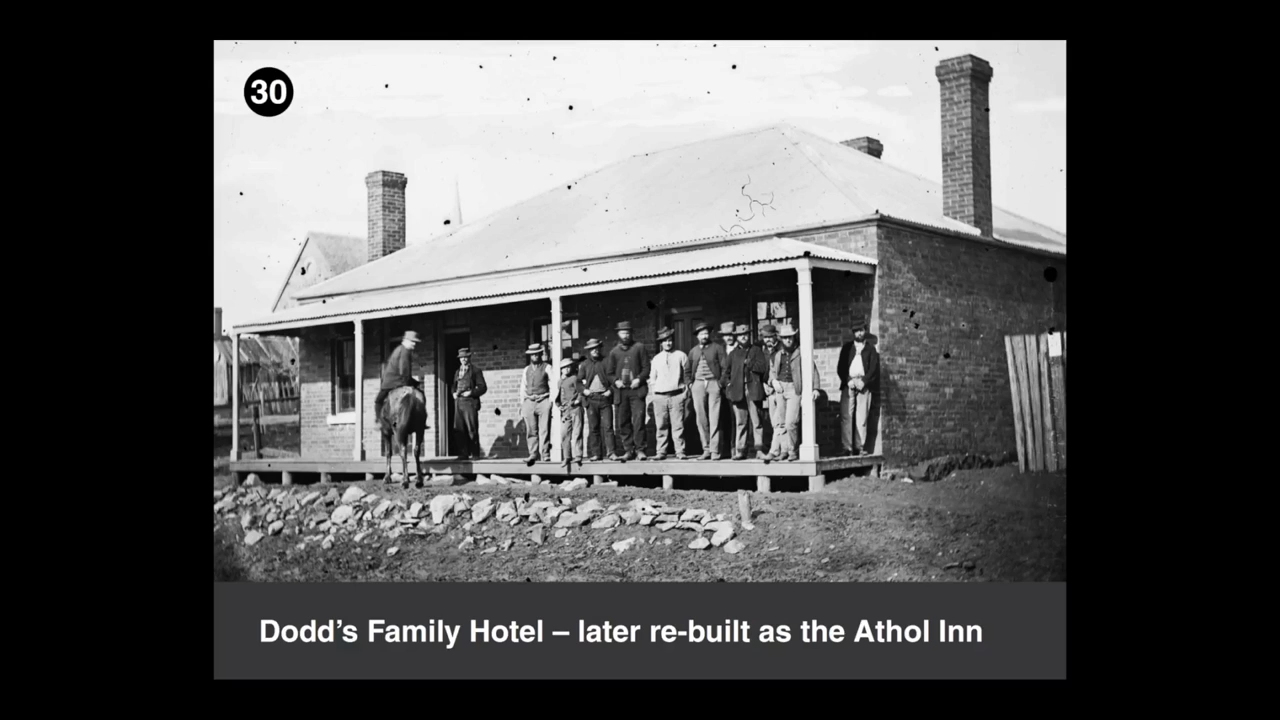 30
Dodd’s Family Hotel – later re-built as the Athol Inn